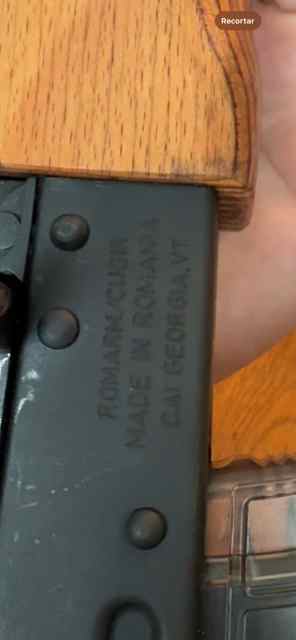 Recortar
ROMARM/CUGIR
MADE IN ROMANIA
CAI GEORGIA,VT